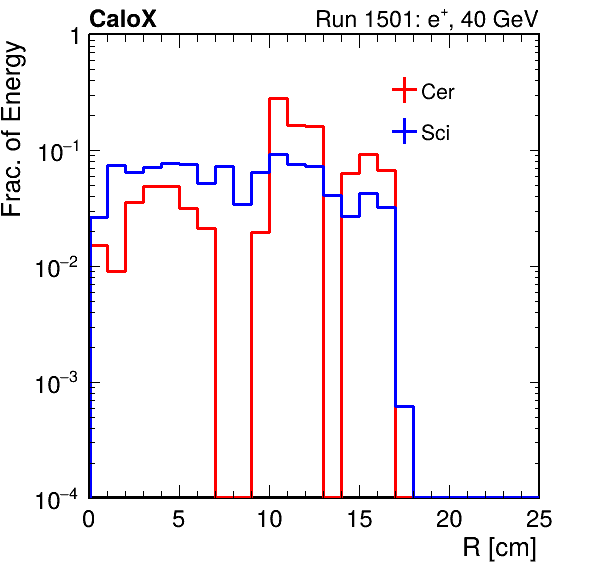 CaloX Run 1501: e⁺, 40 GeV
Frac. of Energy
Cer
Sci
1
10⁻¹
10⁻²
10⁻³
10⁻⁴
0 5 10 15 20 25
R [cm]